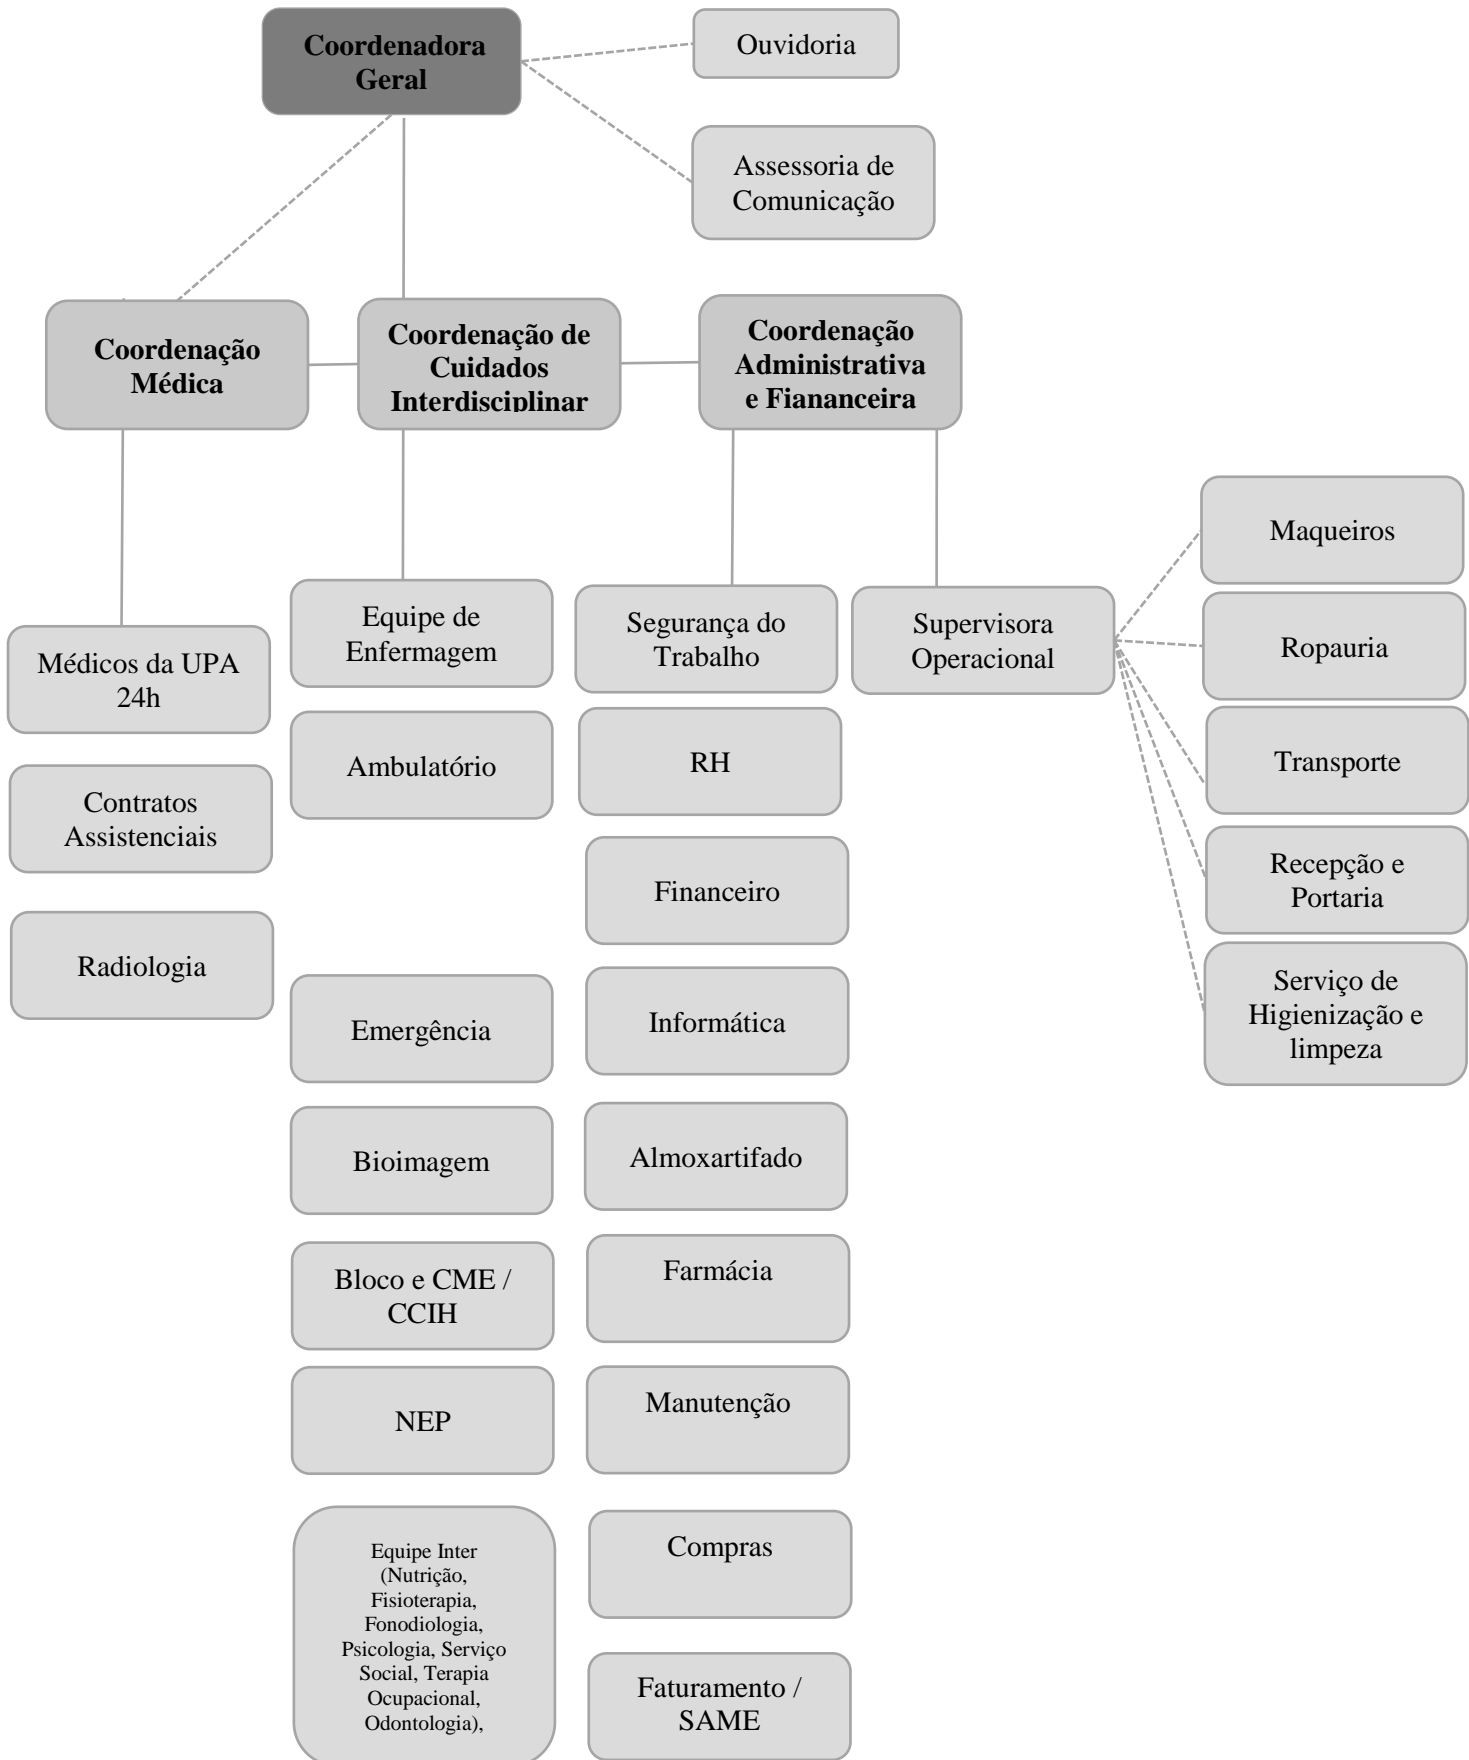 Coordenadora
Geral
Ouvidoria
Assessoria de
Comunicação
Coordenação
Médica
Coordenação de
Cuidados
Interdisciplinar
Coordenação
Administrativa
e Fiananceira
Médicos da UPA
24h
Contratos
Assistenciais
Radiologia
Equipe de
Enfermagem
Ambulatório
Emergência
Bioimagem
Bloco e CME /
CCIH
NEP
Equipe Inter
(Nutrição,
Fisioterapia,
Fonodiologia,
Psicologia, Serviço
Social, Terapia
Ocupacional,
Odontologia),
Segurança do
Trabalho
RH
Financeiro
Informática
Almoxartifado
Farmácia
Manutenção
Compras
Faturamento /
SAME
Supervisora
Operacional
Maqueiros
Ropauria
Transporte
Recepção e
Portaria
Serviço de
Higienização e
limpeza